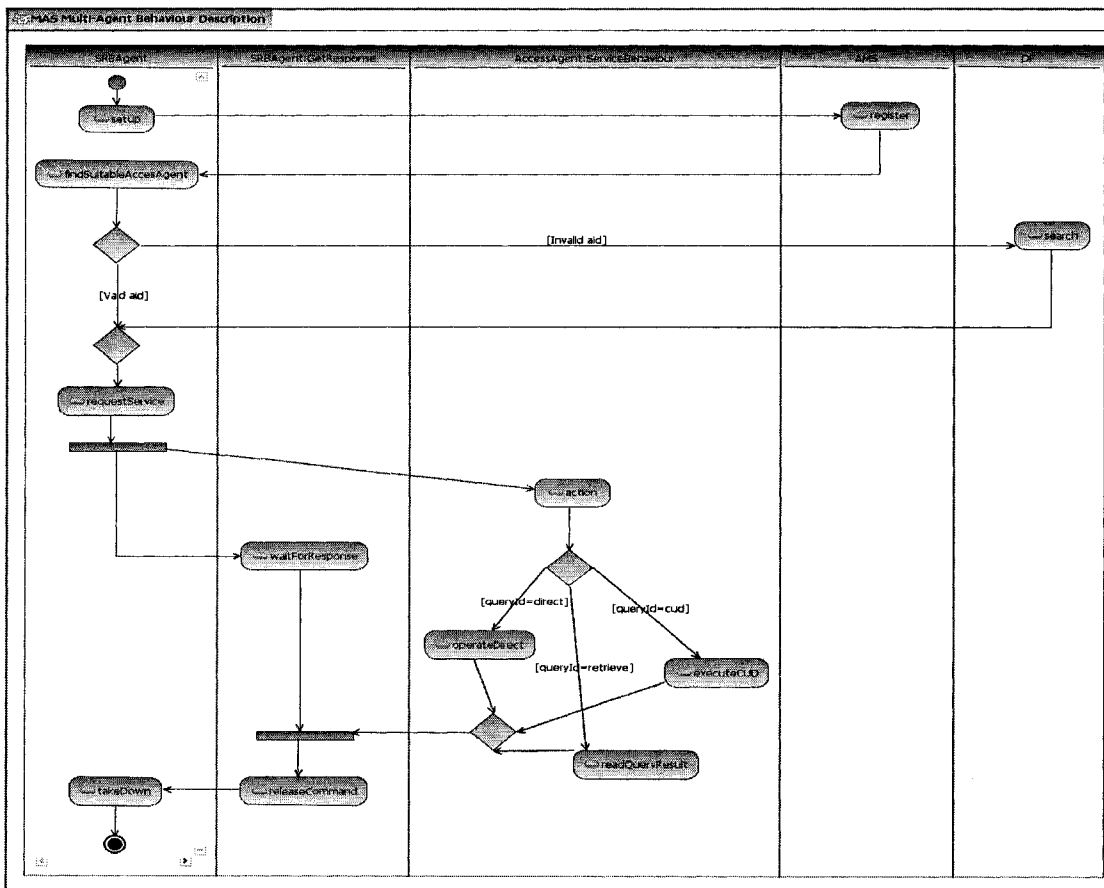 MAS Multi-Agent Behaviour Description
SRBAgent
SRBAgent:GetResponse
AccessAgent:ServiceBehaviour
AMS
DF
setup
register
findSuitableAccesAgent
[Invalid aid]
search
[Valid aid]
requestService
action
waitForResponse
[queryId=direct]
[queryId=cud]
operateDirect
[queryId=retrieve]
executeCUD
readQueryResult
takeDown
releaseCommand